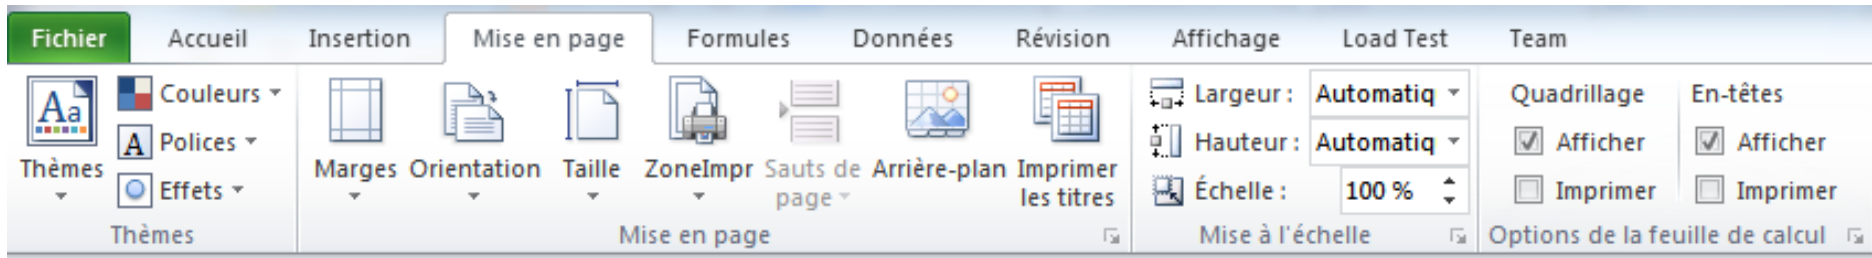 Fichier Accueil Insertion Mise en page Formules Données Révision Affichage Load Test Team
Aa
Thèmes
Couleurs
A Polices
Effets
Thèmes
Marges Orientation Taille ZoneImpr Sauts de page Arrière-plan Imprimer les titres
Mise en page
Largeur : Automatiq
Hauteur : Automatiq
Échelle : 100 %
Mise à l'échelle
Quadrillage
Afficher
Imprimer
En-têtes
Afficher
Imprimer
Options de la feuille de calcul